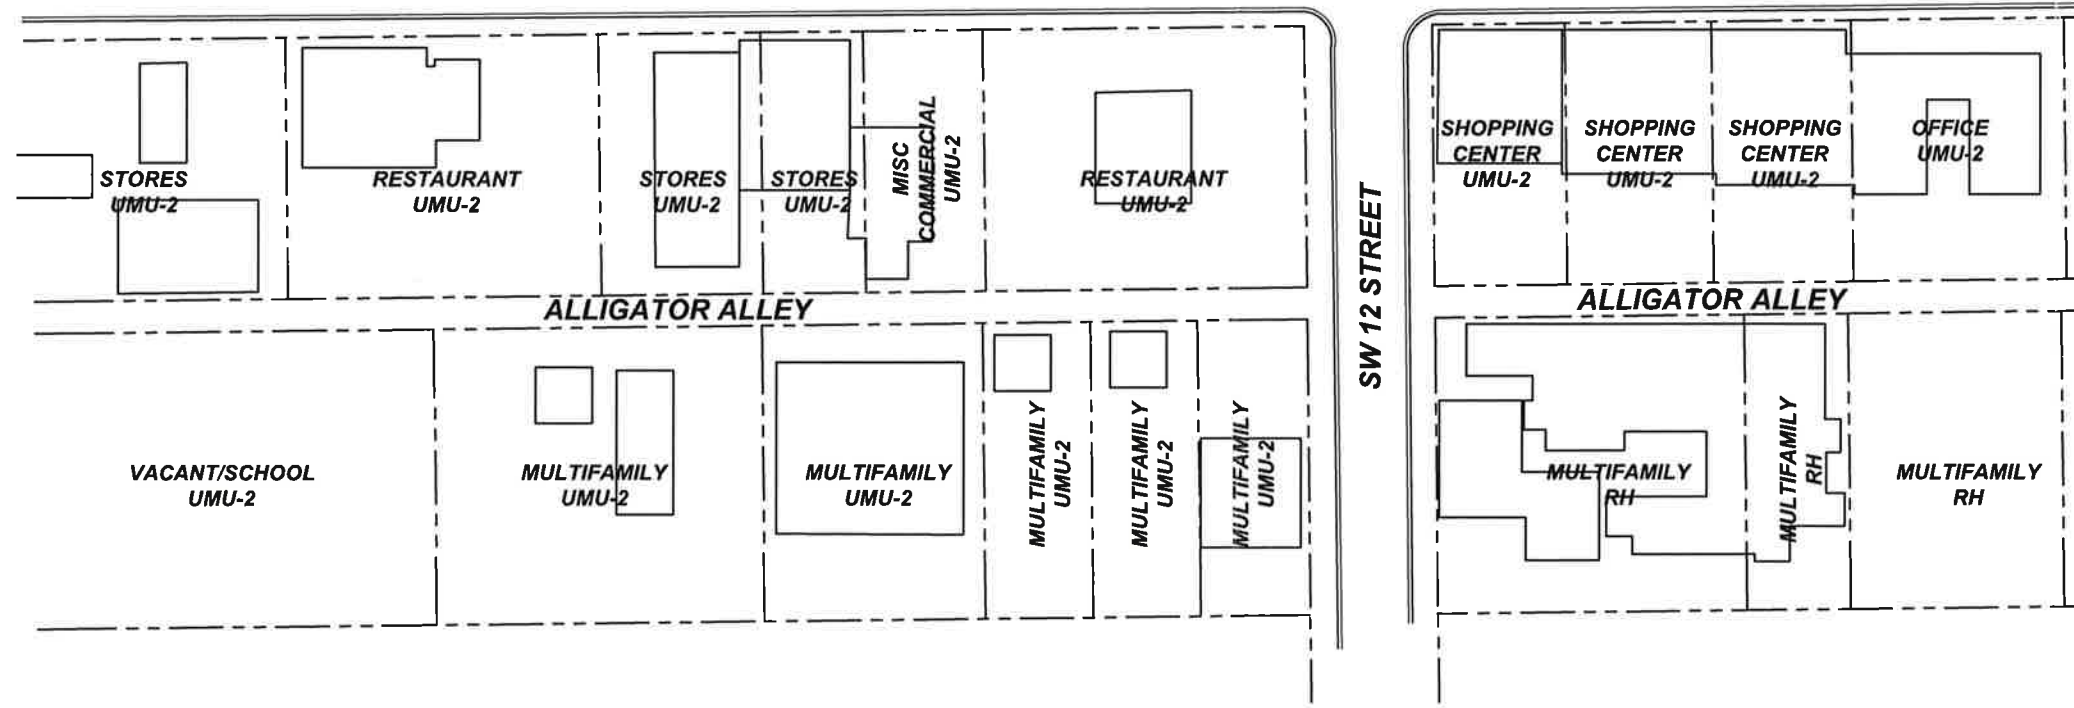 STORES
UMU-2
RESTAURANT
UMU-2
STORES
UMU-2
STORES
UMU-2
MISC
COMMERCIAL
UMU-2
RESTAURANT
UMU-2
SHOPPING
CENTER
UMU-2
SHOPPING
CENTER
UMU-2
SHOPPING
CENTER
UMU-2
OFFICE
UMU-2
ALLIGATOR ALLEY
SW 12 STREET
ALLIGATOR ALLEY
VACANT/SCHOOL
UMU-2
MULTIFAMILY
UMU-2
MULTIFAMILY
UMU-2
MULTIFAMILY
UMU-2
MULTIFAMILY
UMU-2
MULTIFAMILY
UMU-2
MULTIFAMILY
RH
MULTIFAMILY
RH
MULTIFAMILY
RH